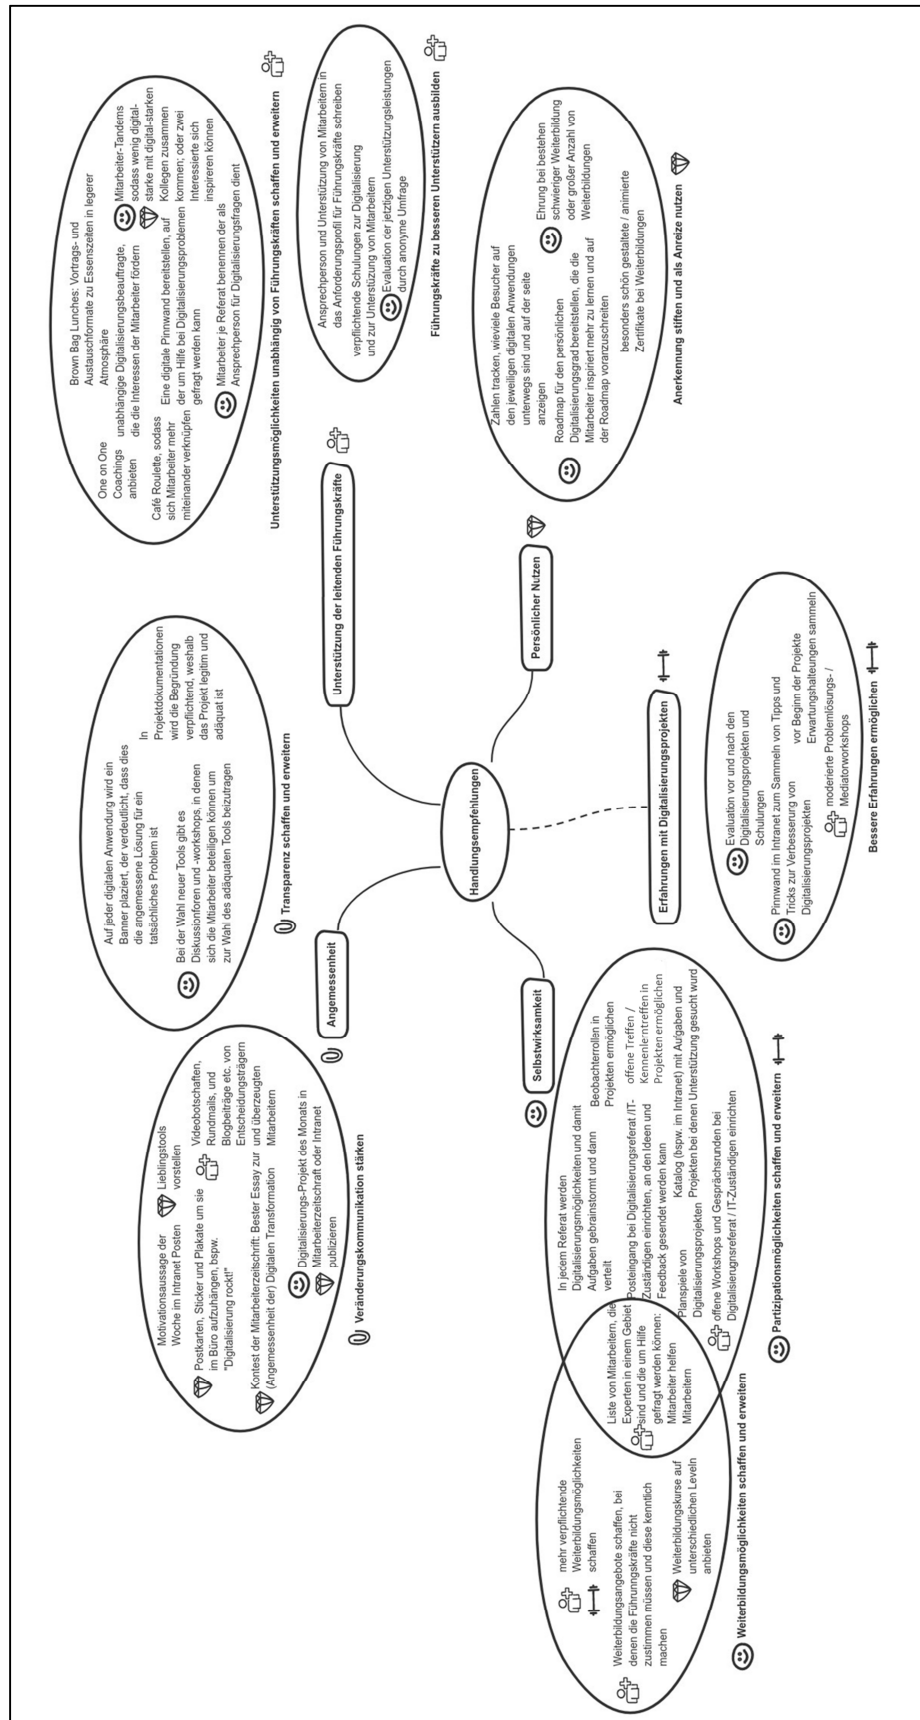 Motivationsaussage der
Woche im Intranet Posten
Lieblingstools
vorstellen
Postkarten, Sticker und Plakate um sie
im Büro aufzuhängen, bspw.
"Digitalisierung rockt!"
Videobotschaften,
Rundmails, und
Blogbeiträge etc. von
Entscheidungsträgern
und überzeugten
Mitarbeitern
Kontest der Mitarbeiterzeitschrift: Bester Essay zur
(Angemessenheit der) Digitalen Transformation
Digitalisierungs-Projekt des Monats in
Mitarbeiterzeitschrift oder Intranet
publizieren
Veränderungskommunikation stärken
Auf jeder digitalen Anwendung wird ein
Banner plaziert, der verdeutlicht, dass dies
die angemessene Lösung für ein
tatsächliches Problem ist
In
Projektdokumentationen
wird die Begründung
verpflichtend, weshalb
das Projekt legitim und
adäquat ist
Bei der Wahl neuer Tools gibt es
Diskussionforen und -workshops, in denen
sich die Mtiarbeiter beteiligen können um
zur Wahl des adäquaten Tools beizutragen
Transparenz schaffen und erweitern
Brown Bag Lunches: Vortrags- und
Austauschformate zu Essenszeiten in legerer
Atmosphäre
One on One
Coachings
anbieten
unabhängige Digitalisierungsbeauftragte,
die die Interessen der Mitarbeiter fördern
Mitarbeiter-Tandems
sodass wenig digital-
starke mit digital-starken
Kollegen zusammen
kommen; oder zwei
Interessierte sich
inspireren können
Café Roulette, sodass
sich Mitarbeiter mehr
miteinander verknüpfen
Eine digitale Pinnwand bereitstellen, auf
der um Hilfe bei Digitalisierungsproblemen
gefragt werden kann
Mitarbeiter je Referat benennen der als
Ansprechperson für Digitalisierungsfragen dient
Unterstützungsmöglichkeiten unabhängig von Führungskräften schaffen und erweitern
Angemessenheit
Unterstützung der leitenden Führungskräfte
Ansprechperson und Unterstützung von Mitarbeitern in
das Anforderungsprofil für Führungskräfte schreiben
verpflichtende Schulungen zu Digitalisierung
und zur Unterstützung von Mitarbeitern
Evaluation der jetztigen Unterstützungsleistungen
durch anonyme Umfrage
Führungskräfte zu besseren Unterstützern ausbilden
Handlungsempfehlungen
Selbstwirksamkeit
Persönlicher Nutzen
Erfahrungen mit Digitalisierungsprojekten
mehr verpflichtende
Weiterbildungsmöglichkeiten
schaffen
Weiterbildungsangebote schaffen, bei
denen die Führungskräfte nicht
zustimmen müssen und diese kenntlich
machen
Weiterbildungskurse auf
unterschiedlichen Leveln
anbieten
Weiterbildungsmöglichkeiten schaffen und erweitern
Liste von Mitarbeitern, die
Experten in einem Gebiet
sind und die um Hilfe
gefragt werden können:
Mitarbeiter helfen
Mitarbeitern
In jedem Referat werden
Digitalisierungsmöglichkeiten und damit
Aufgaben gebrainstormt und dann
verteilt
Beobachterrollen in
Projekten ermöglichen
Posteingang bei Digitalisierungsreferat /IT-
Zuständigen einrichten, an den Ideen und
Feedback gesendet werden kann
offene Treffen /
Kennenlerntreffen in
Projekten ermöglichen
Planspiele von
Digitalisierungsprojekten
Katalog (bspw. im Intranet) mit Aufgaben und
Projekten bei denen Unterstützung gesucht wurd
offene Workshops und Gesprächsrunden bei
Digitalisierugnsreferat / IT-Zuständigen einrichten
Partizipationsmöglichkeiten schaffen und erweitern
Evaluation vor und nach den
Digitalisierungsprojekten und
Schulungen
Pinnwand im Intranet zum Sammeln von Tipps und
Tricks zur Verbesserung von
Digitalisierungsprojekten
vor Beginn der Projekte
Erwartungshalteungen sammeln
moderierte Problemlösungs- /
Mediatorworkshops
Bessere Erfahrungen ermöglichen
Zahlen tracken, wieviele Besucher auf
den jeweiligen digitalen Anwendungen
unterwegs sind und auf der seite
anzeigen
Ehrung bei bestehen
schwieriger Weiterbildung
oder großer Anzahl von
Weiterbildungen
Roadmap für den persönlichen
Digitalisierungsgrad bereitstellen, die die
Mitarbeiter inspiriert mehr zu lernen und auf
der Roadmap voranzuschreiten
besonders schön gestaltete / animierte
Zertifikate bei Weiterbildungen
Anerkennung stiften und als Anreize nutzen